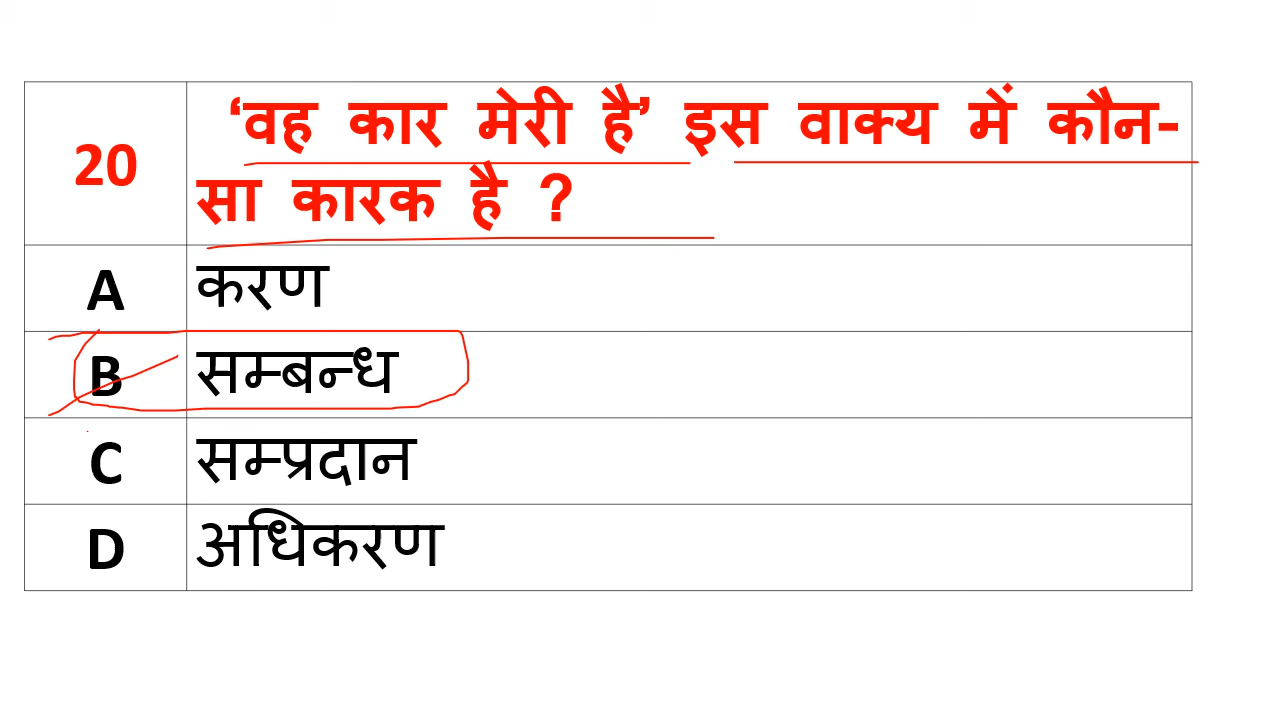 20
‘वह कार मेरी है’ इस वाक्य में कौन-
सा कारक है ?
A करण
B सम्बन्ध
C सम्प्रदान
D अधिकरण